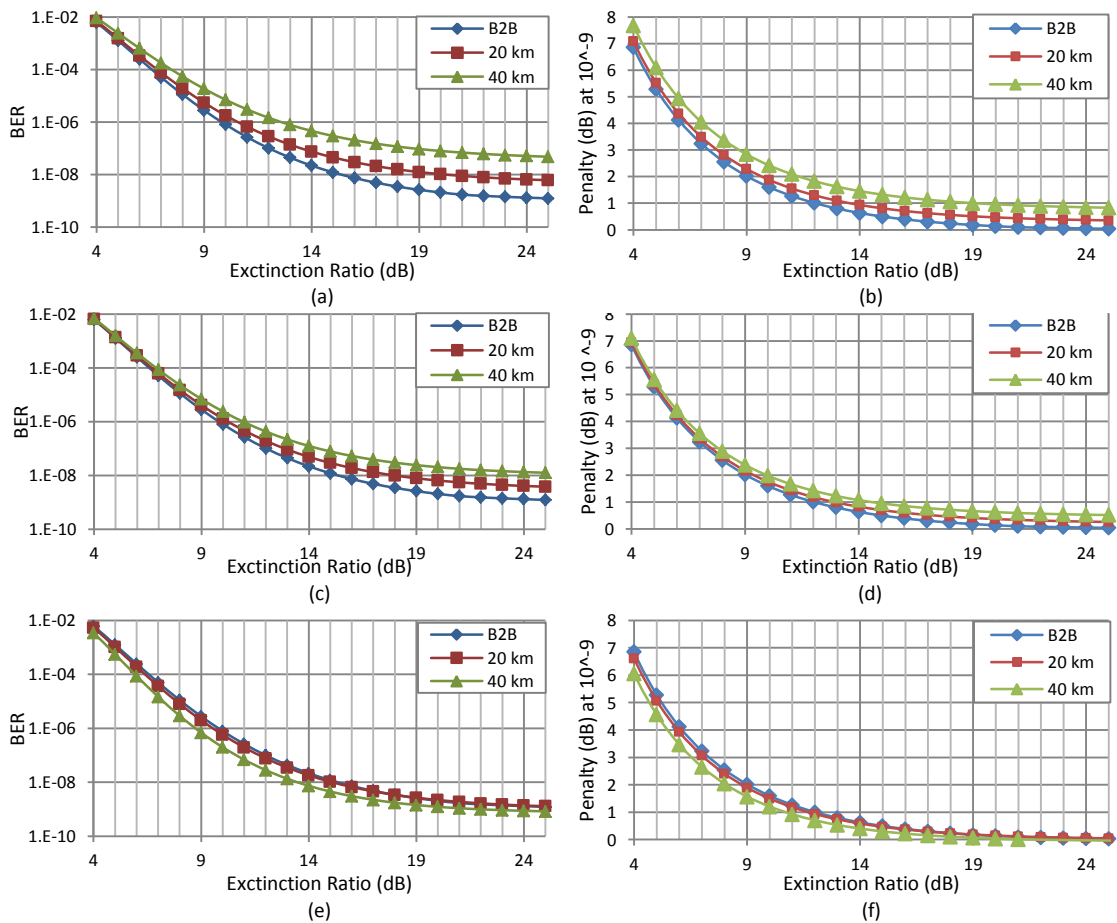 1.E-02
1.E-04
1.E-06
1.E-08
1.E-10
BER
B2B
20 km
40 km
4 9 14 19 24
Exctinction Ratio (dB)
(a)
8
7
6
5
4
3
2
1
0
Penalty (dB) at 10^-9
B2B
20 km
40 km
4 9 14 19 24
Extinction Ratio (dB)
(b)
1.E-02
1.E-04
1.E-06
1.E-08
1.E-10
BER
B2B
20 km
40 km
4 9 14 19 24
Exctinction Ratio (dB)
(c)
8
7
6
5
4
3
2
1
0
Penalty (dB) at 10 ^-9
B2B
20 km
40 km
4 9 14 19 24
Extinction Ratio (dB)
(d)
1.E-02
1.E-04
1.E-06
1.E-08
1.E-10
BER
B2B
20 km
40 km
4 9 14 19 24
Exctinction Ratio (dB)
(e)
8
7
6
5
4
3
2
1
0
Penalty (dB) at 10^-9
B2B
20 km
40 km
4 9 14 19 24
Extinction Ratio (dB)
(f)